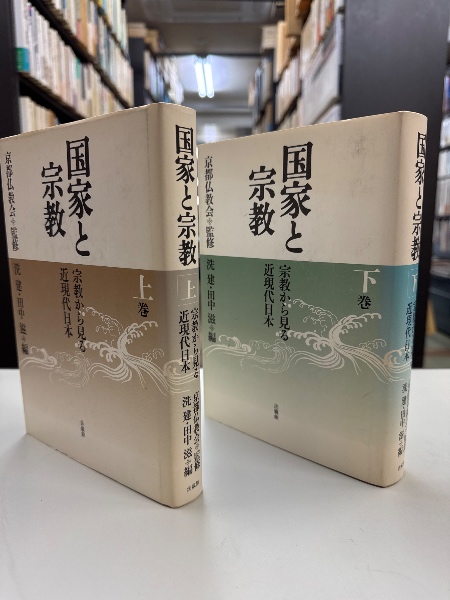 国家と
宗教
京都仏教会*監修
上巻
宗教から見る
近現代日本
洗 建・田中 滋*編
法蔵館
国家と宗教
上
宗教から見る
近現代日本
京都仏教会*監修
洗 建・田中 滋*編
法蔵館
国家と
宗教
京都仏教会*監修
下巻
宗教から見る
近現代日本
洗 建・田中 滋*編
法蔵館
国家と宗教
下
宗教から見る
近現代日本